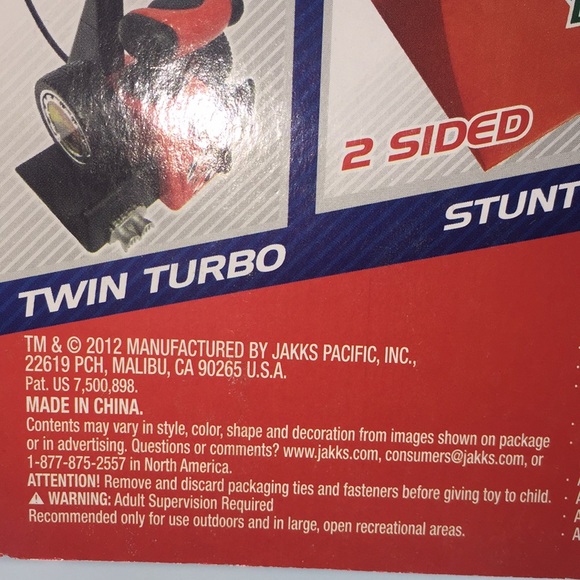 2 SIDED
STUNT
TWIN TURBO
TM & © 2012 MANUFACTURED BY JAKKS PACIFIC, INC.,
22619 PCH, MALIBU, CA 90265 U.S.A.
Pat. US 7,500,898.
MADE IN CHINA.
Contents may vary in style, color, shape and decoration from images shown on package
or in advertising. Questions or comments? www.jakks.com, consumers@jakks.com, or
1-877-875-2557 in North America.
ATTENTION! Remove and discard packaging ties and fasteners before giving toy to child.
⚠ WARNING: Adult Supervision Required
Recommended only for use outdoors and in large, open recreational areas.